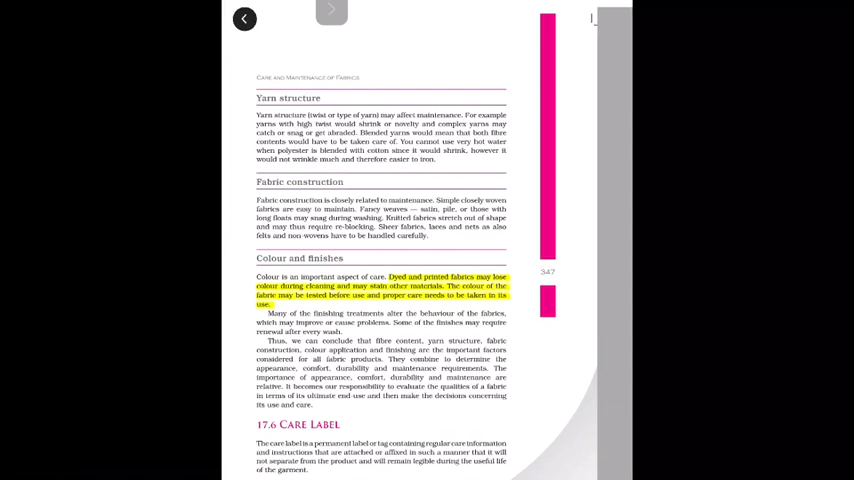 CARE AND MAINTENANCE OF FABRICS
Yarn structure
Yarn structure (twist or type of yarn) may affect maintenance. For example
yarns with high twist would shrink or novelty and complex yarns may
catch or snag or get abraded. Blended yarns would mean that both fibre
contents would have to be taken care of. You cannot use very hot water
when polyester is blended with cotton since it would shrink, however it
would not wrinkle much and therefore easier to iron.
Fabric construction
Fabric construction is closely related to maintenance. Simple closely woven
fabrics are easy to maintain. Fancy weaves — satin, pile, or those with
long floats may snag during washing. Knitted fabrics stretch out of shape
and may thus require re-blocking. Sheer fabrics, laces and nets as also
felts and non-wovens have to be handled carefully.
Colour and finishes
Colour is an important aspect of care. Dyed and printed fabrics may lose
colour during cleaning and may stain other materials. The colour of the
fabric may be tested before use and proper care needs to be taken in its
use.
Many of the finishing treatments alter the behaviour of the fabrics,
which may improve or cause problems. Some of the finishes may require
renewal after every wash.
Thus, we can conclude that fibre content, yarn structure, fabric
construction, colour application and finishing are the important factors
considered for all fabric products. They combine to determine the
appearance, comfort, durability and maintenance requirements. The
importance of appearance, comfort, durability and maintenance are
relative. It becomes our responsibility to evaluate the qualities of a fabric
in terms of its ultimate end use and then make the decisions concerning
its use and care.
17.6 CARE LABEL
The care label is a permanent label or tag containing regular care information
and instructions that are attached or affixed in such a manner that it will
not separate from the product and will remain legible during the useful life
of the garment.
347